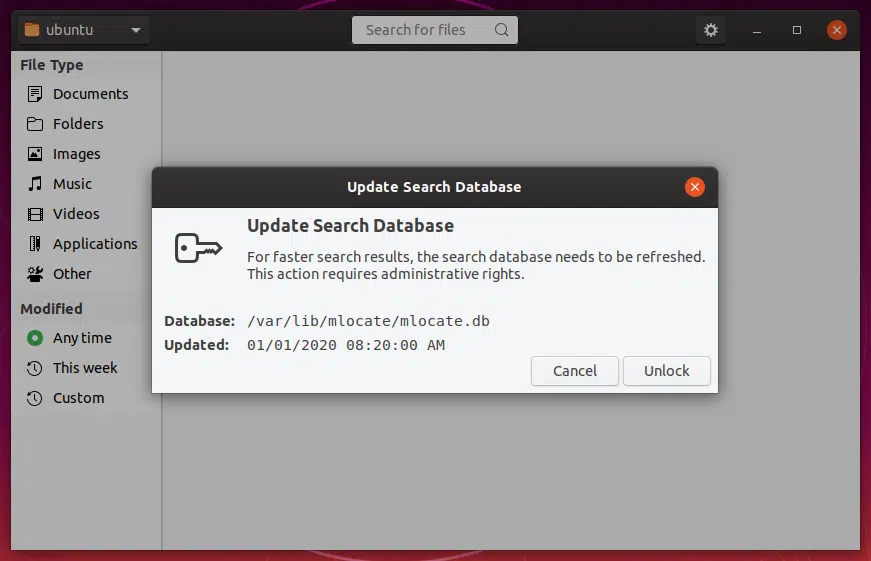 ubuntu
Search for files
File Type
Documents
Folders
Images
Music
Videos
Applications
Other
Modified
Any time
This week
Custom
Update Search Database
Update Search Database
For faster search results, the search database needs to be refreshed.
This action requires administrative rights.
Database: /var/lib/mlocate/mlocate.db
Updated: 01/01/2020 08:20:00 AM
Cancel Unlock